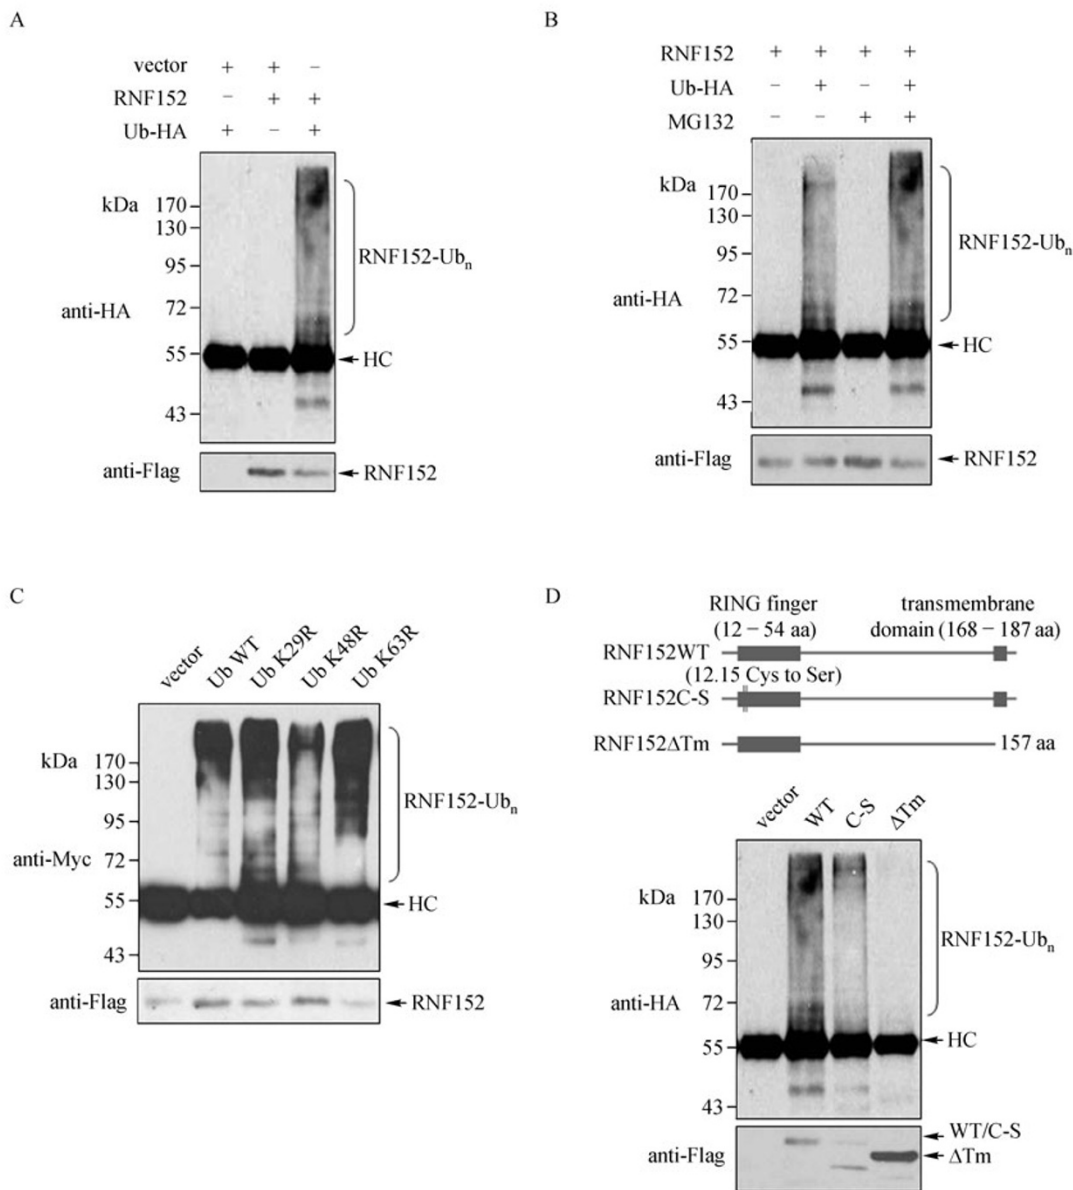 A
vector + + –
RNF152 – + +
Ub-HA + – +
kDa 170
130
95
72
55
43
anti-HA
RNF152-Ubn
HC
anti-Flag
RNF152
B
RNF152 + + + +
Ub-HA – + – +
MG132 – – + +
kDa 170
130
95
72
55
43
anti-HA
RNF152-Ubn
HC
anti-Flag
RNF152
C
vector Ub WT Ub K29R Ub K48R Ub K63R
kDa 170
130
95
72
55
43
anti-Myc
RNF152-Ubn
HC
anti-Flag
RNF152
D
RING finger
(12 – 54 aa)
transmembrane
domain (168 – 187 aa)
RNF152WT
(12.15 Cys to Ser)
RNF152C-S
RNF152ΔTm
157 aa
vector WT C-S ΔTm
kDa 170
130
95
72
55
43
anti-HA
RNF152-Ubn
HC
anti-Flag
WT/C-S
ΔTm